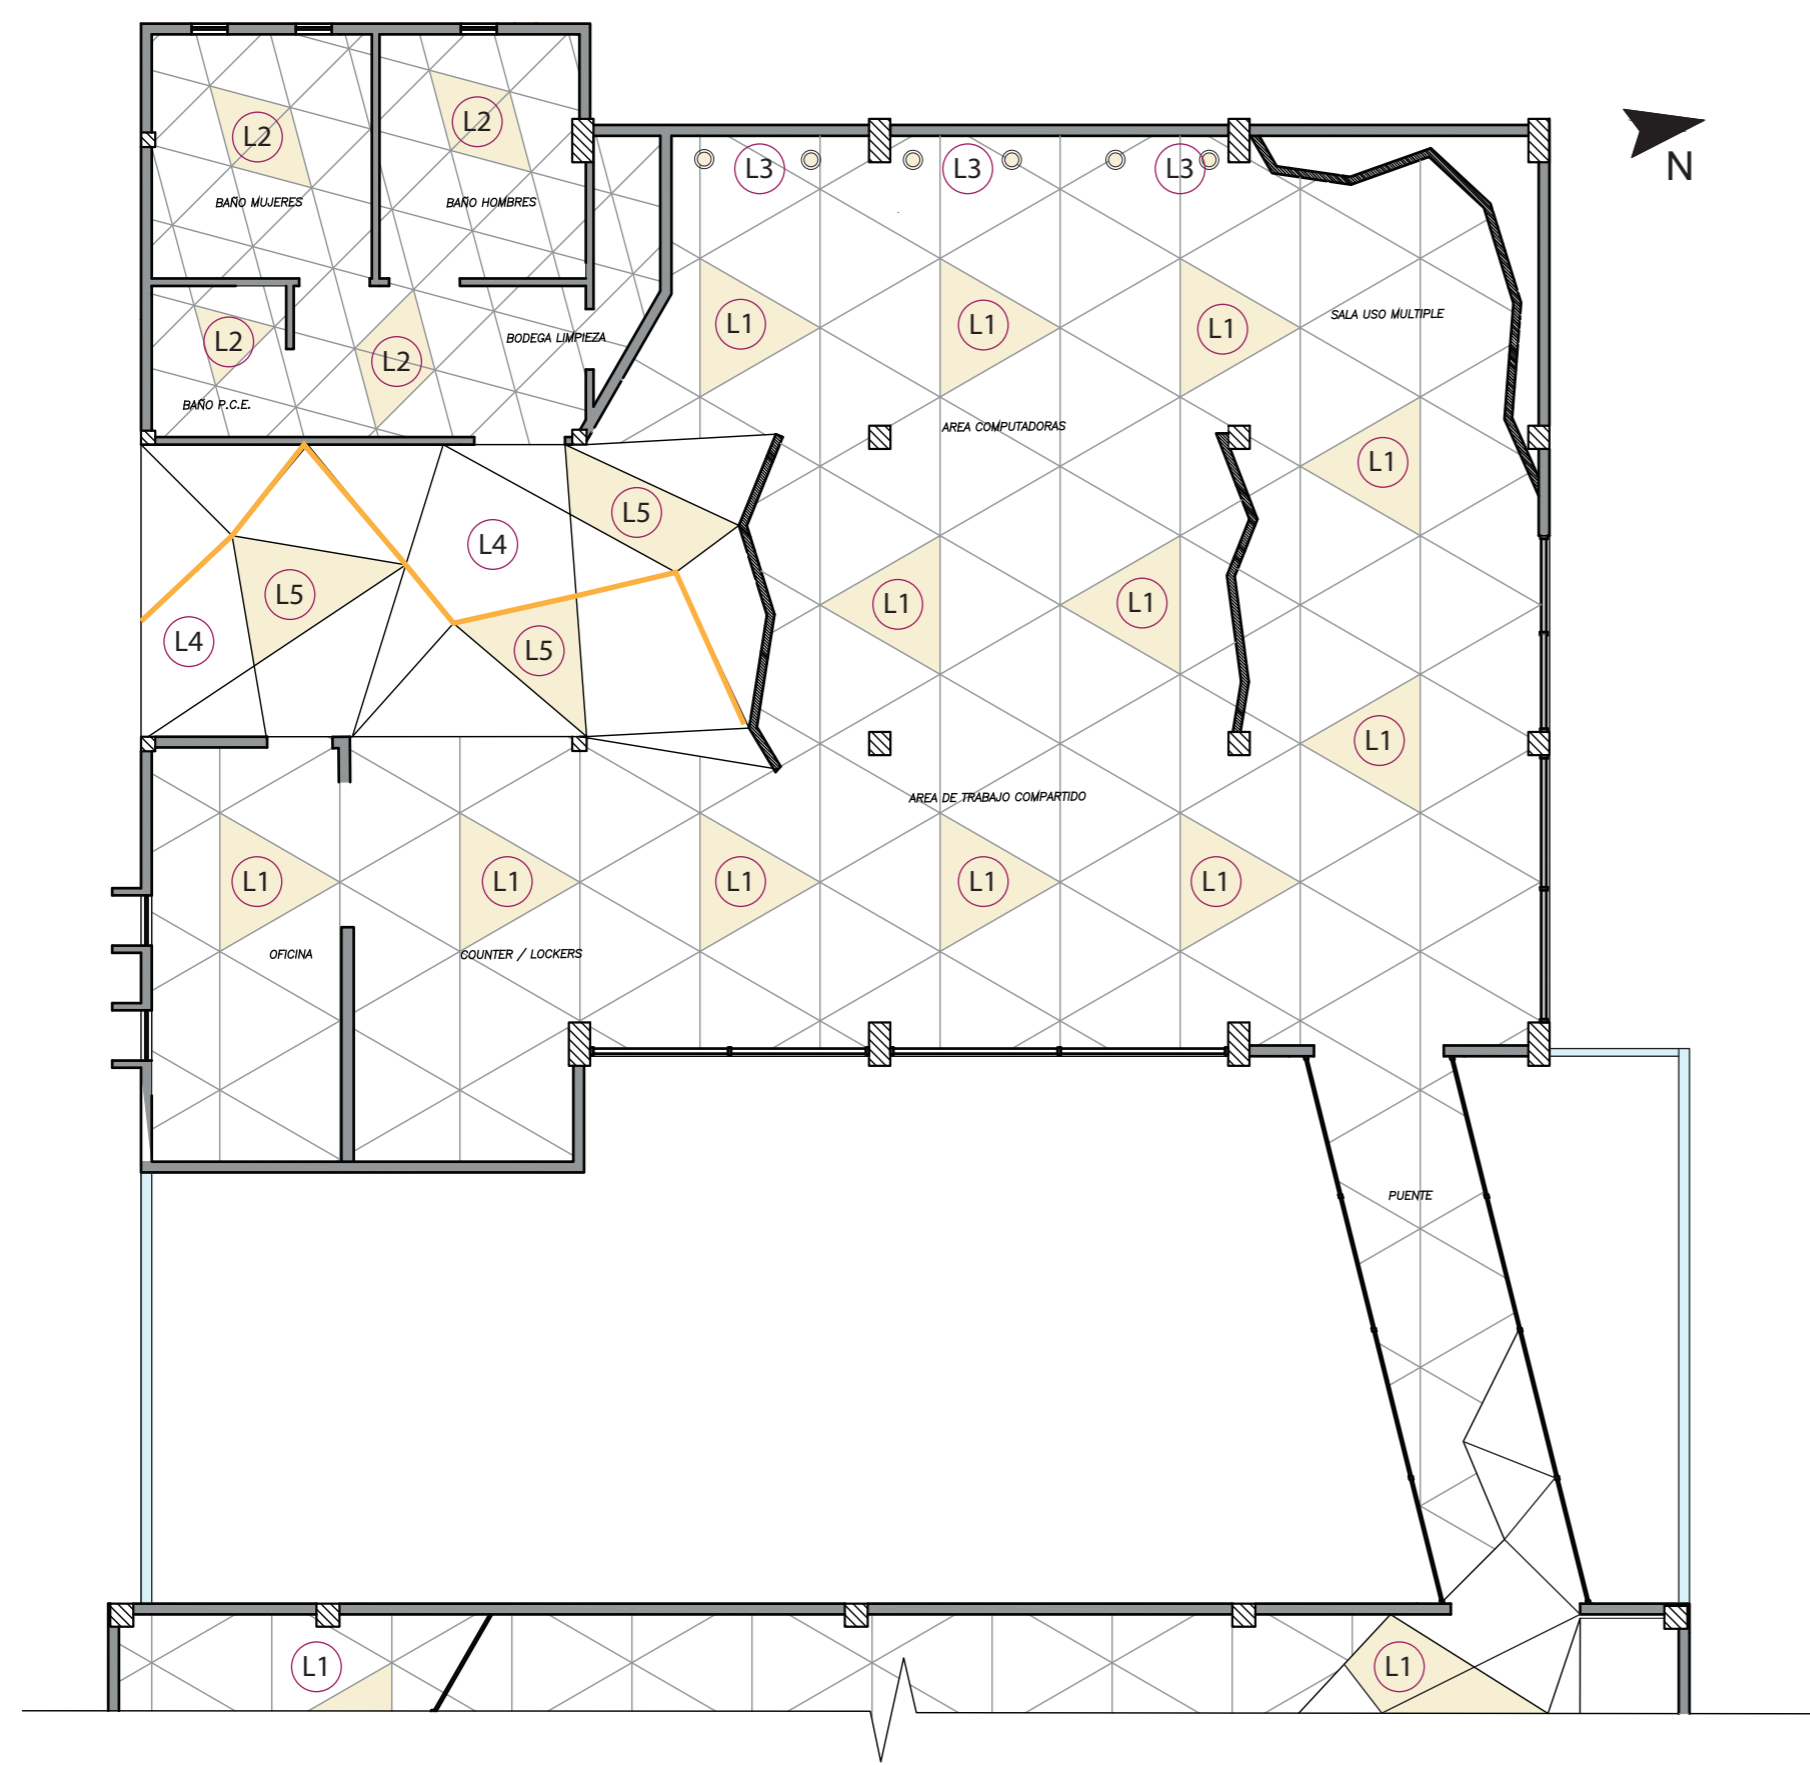 L2
L2
N
L3
L3
L3
BAÑO MUJERES
BAÑO HOMBRES
SALA USO MULTIPLE
L1
L1
L1
L2
BODEGA LIMPIEZA
L2
BAÑO P.C.E.
AREA COMPUTADORAS
L1
L5
L4
L5
L1
L1
L4
L5
L1
AREA DE TRABAJO COMPARTIDO
L1
L1
L1
L1
L1
OFICINA
COUNTER / LOCKERS
PUENTE
L1
L1